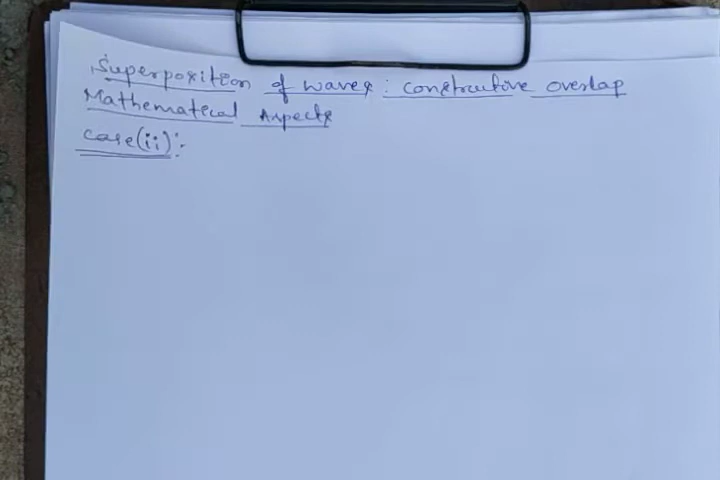 Superposition of waves: constructive overlap
Mathematical Aspects
case(ii):-